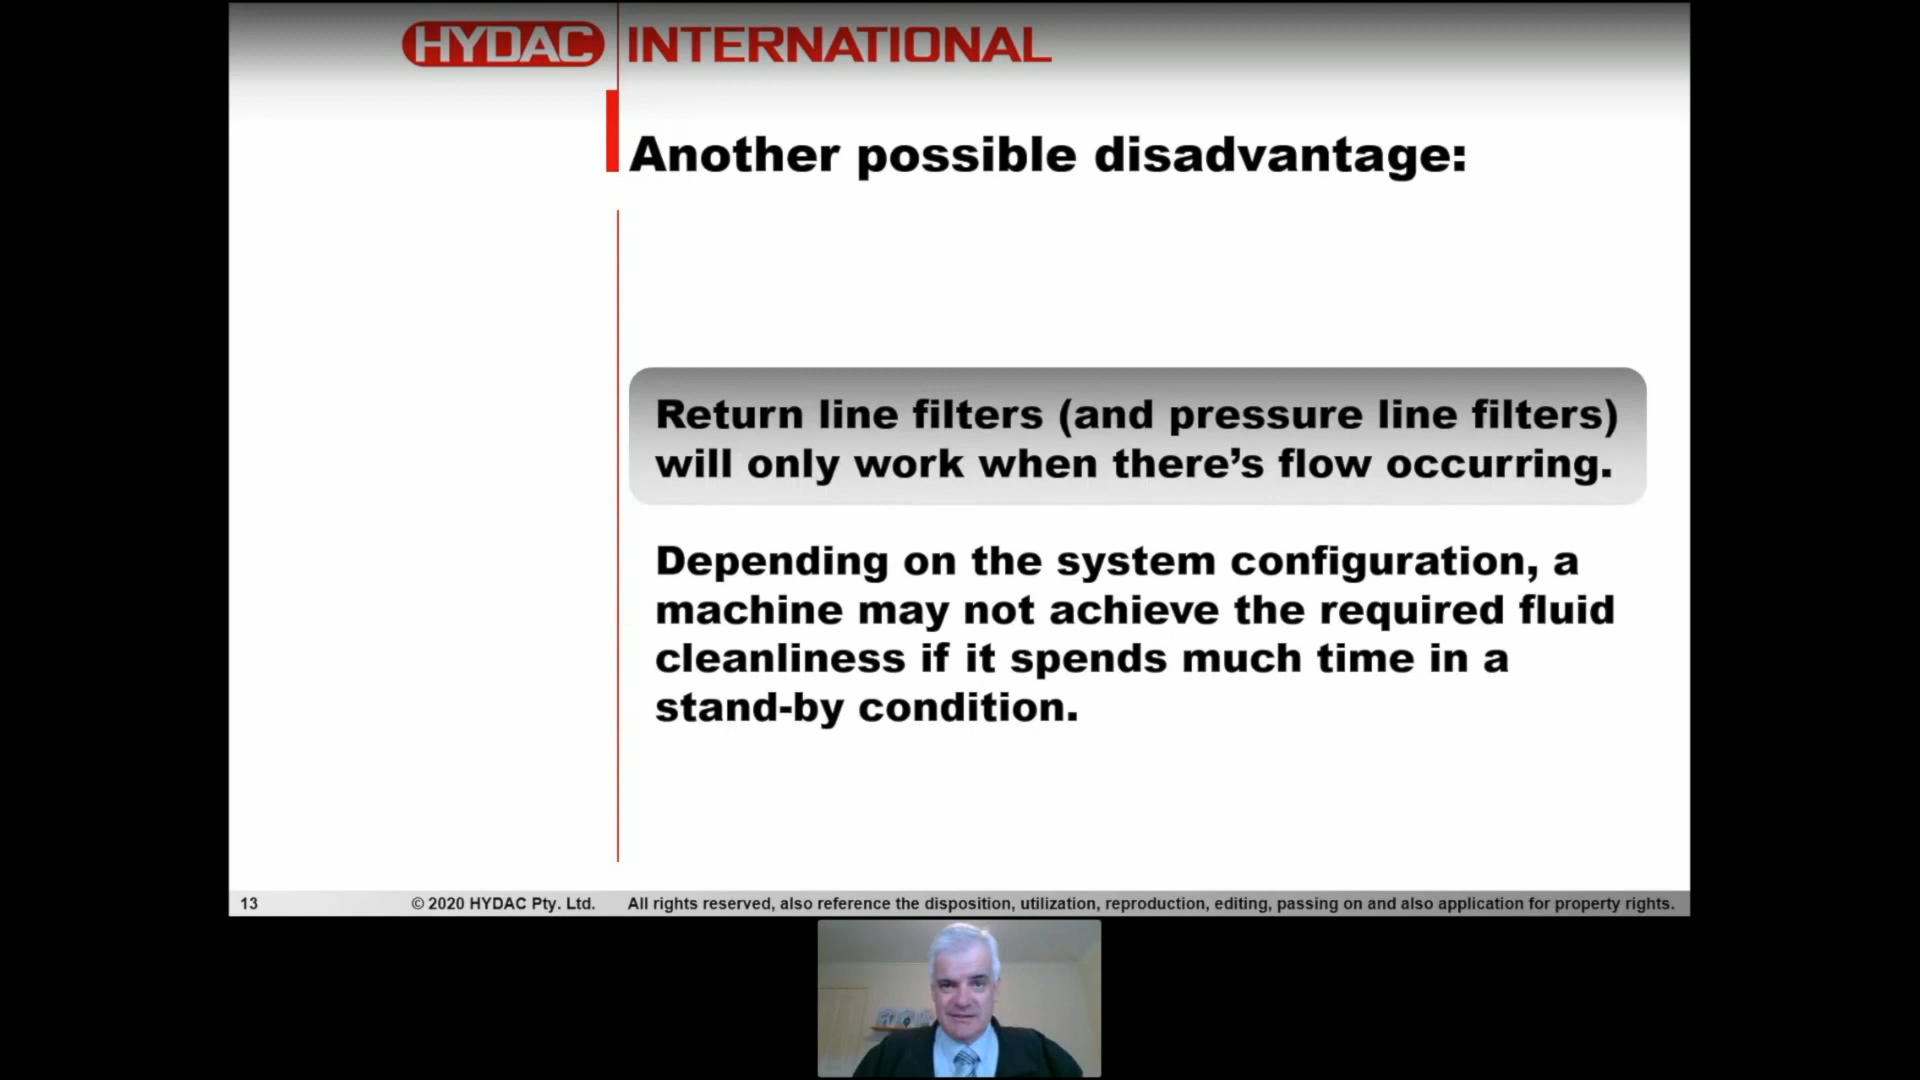 HYDAC INTERNATIONAL
Another possible disadvantage:
Return line filters (and pressure line filters)
will only work when there’s flow occurring.
Depending on the system configuration, a
machine may not achieve the required fluid
cleanliness if it spends much time in a
stand-by condition.
13 © 2020 HYDAC Pty. Ltd. All rights reserved, also reference the disposition, utilization, reproduction, editing, passing on and also application for property rights.